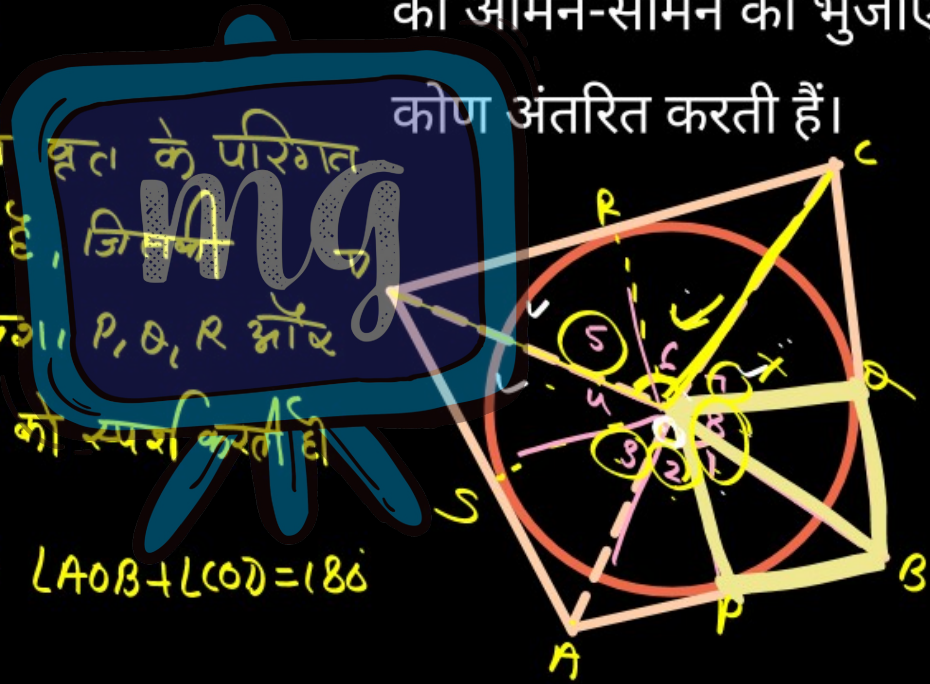 की आमने-सामने की भुजाएँ
कोण अंतरित करती हैं।
वृत्त के परिगत
है, जिसकी
P, Q, R और
को स्पर्श करती हो
∠AOB+∠COD=180°
mg
C
R
Q
S
B
P
A
O
5
6
7
4
8
3
2
1